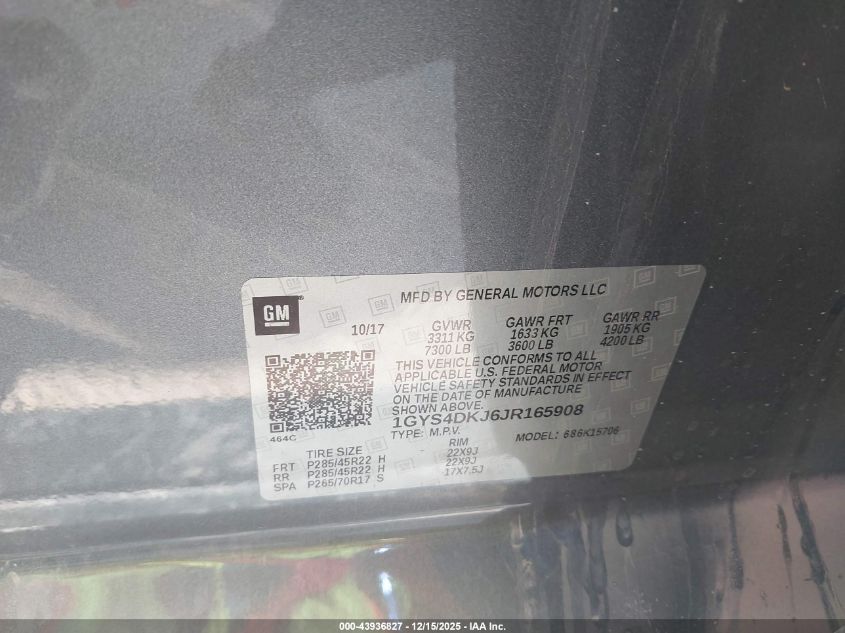 GM
MFD BY GENERAL MOTORS LLC
10/17
GVWR
3311 KG
7300 LB
GAWR FRT
1633 KG
3600 LB
GAWR RR
1905 KG
4200 LB
THIS VEHICLE CONFORMS TO ALL
APPLICABLE U.S. FEDERAL MOTOR
VEHICLE SAFETY STANDARDS IN EFFECT
ON THE DATE OF MANUFACTURE
SHOWN ABOVE.
1GYS4DKJ6JR165908
464C
TYPE: M.P.V.
MODEL: 686K15706
TIRE SIZE RIM
FRT P285/45R22 H 22X9J
RR P285/45R22 H 22X9J
SPA P265/70R17 S 17X7.5J
000-43936827 - 12/15/2025 - IAA Inc.